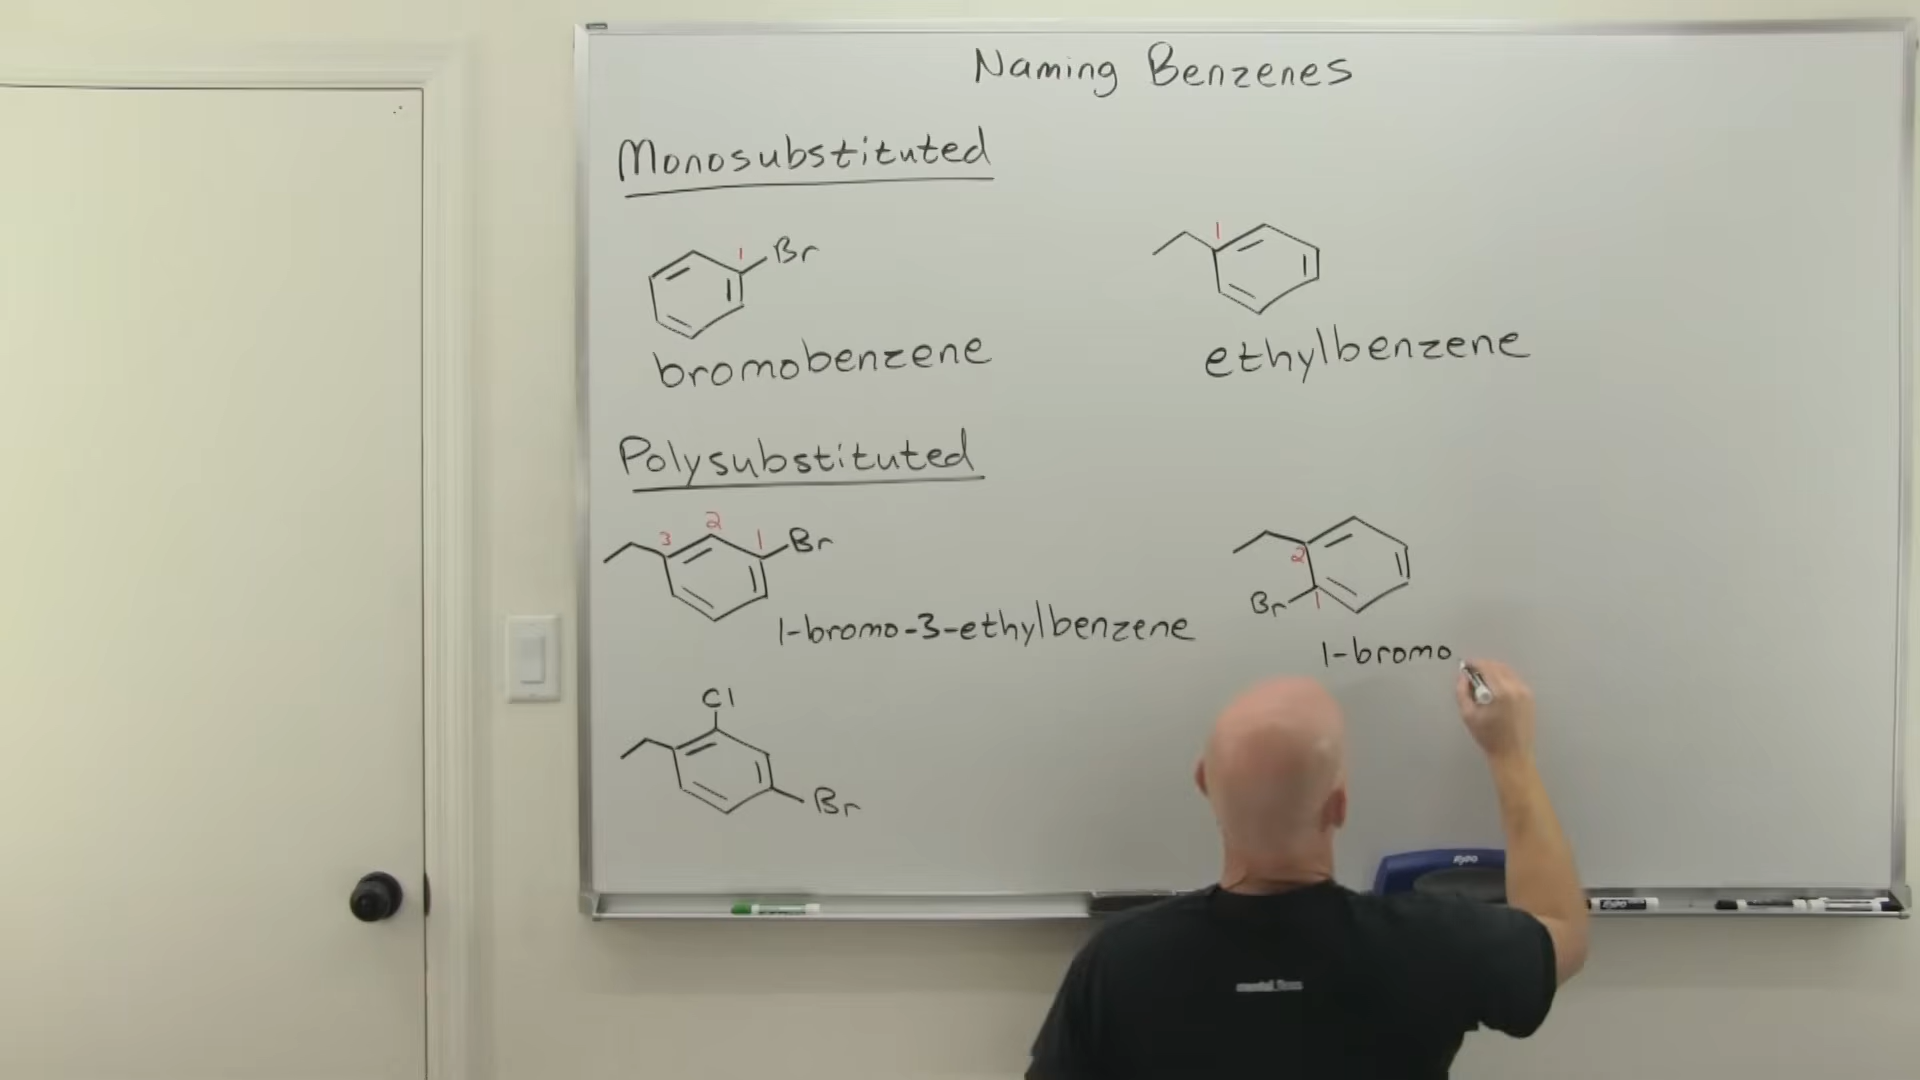 Naming Benzenes
Monosubstituted
1 Br
bromobenzene
1
ethylbenzene
Polysubstituted
3 2 1 Br
1-bromo-3-ethylbenzene
2
Br 1
1-bromo
Cl
Br
EXPO